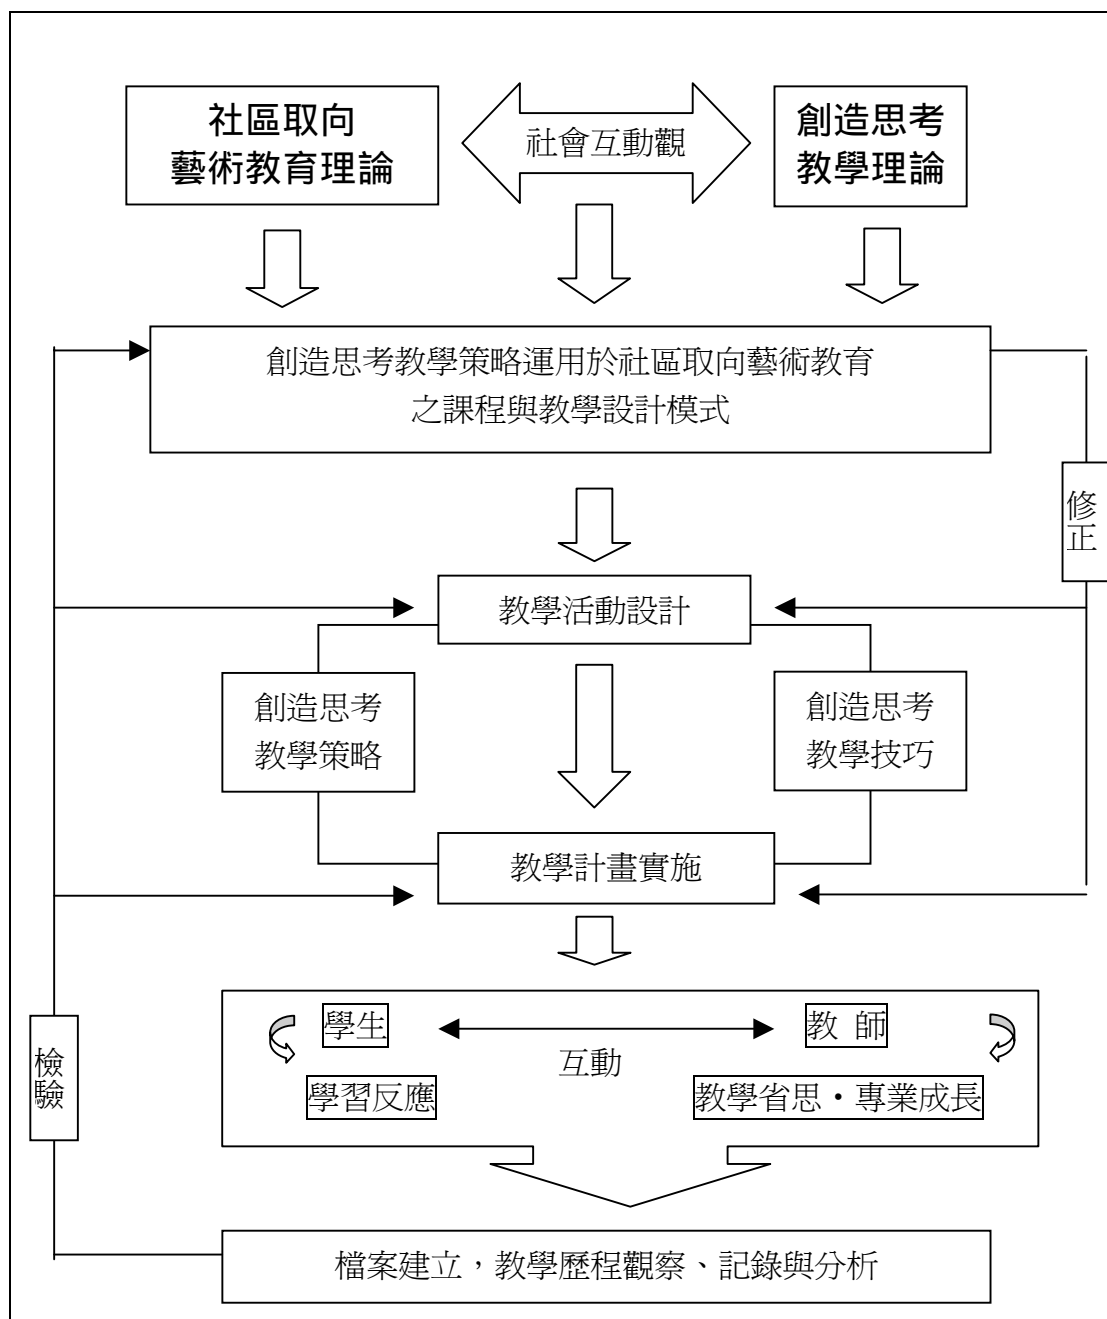 社區取向
藝術教育理論
社會互動觀
創造思考
教學理論
創造思考教學策略運用於社區取向藝術教育
之課程與教學設計模式
修正
教學活動設計
創造思考
教學策略
創造思考
教學技巧
教學計畫實施
學生
教 師
互動
學習反應
教學省思・專業成長
檢驗
檔案建立，教學歷程觀察、記錄與分析